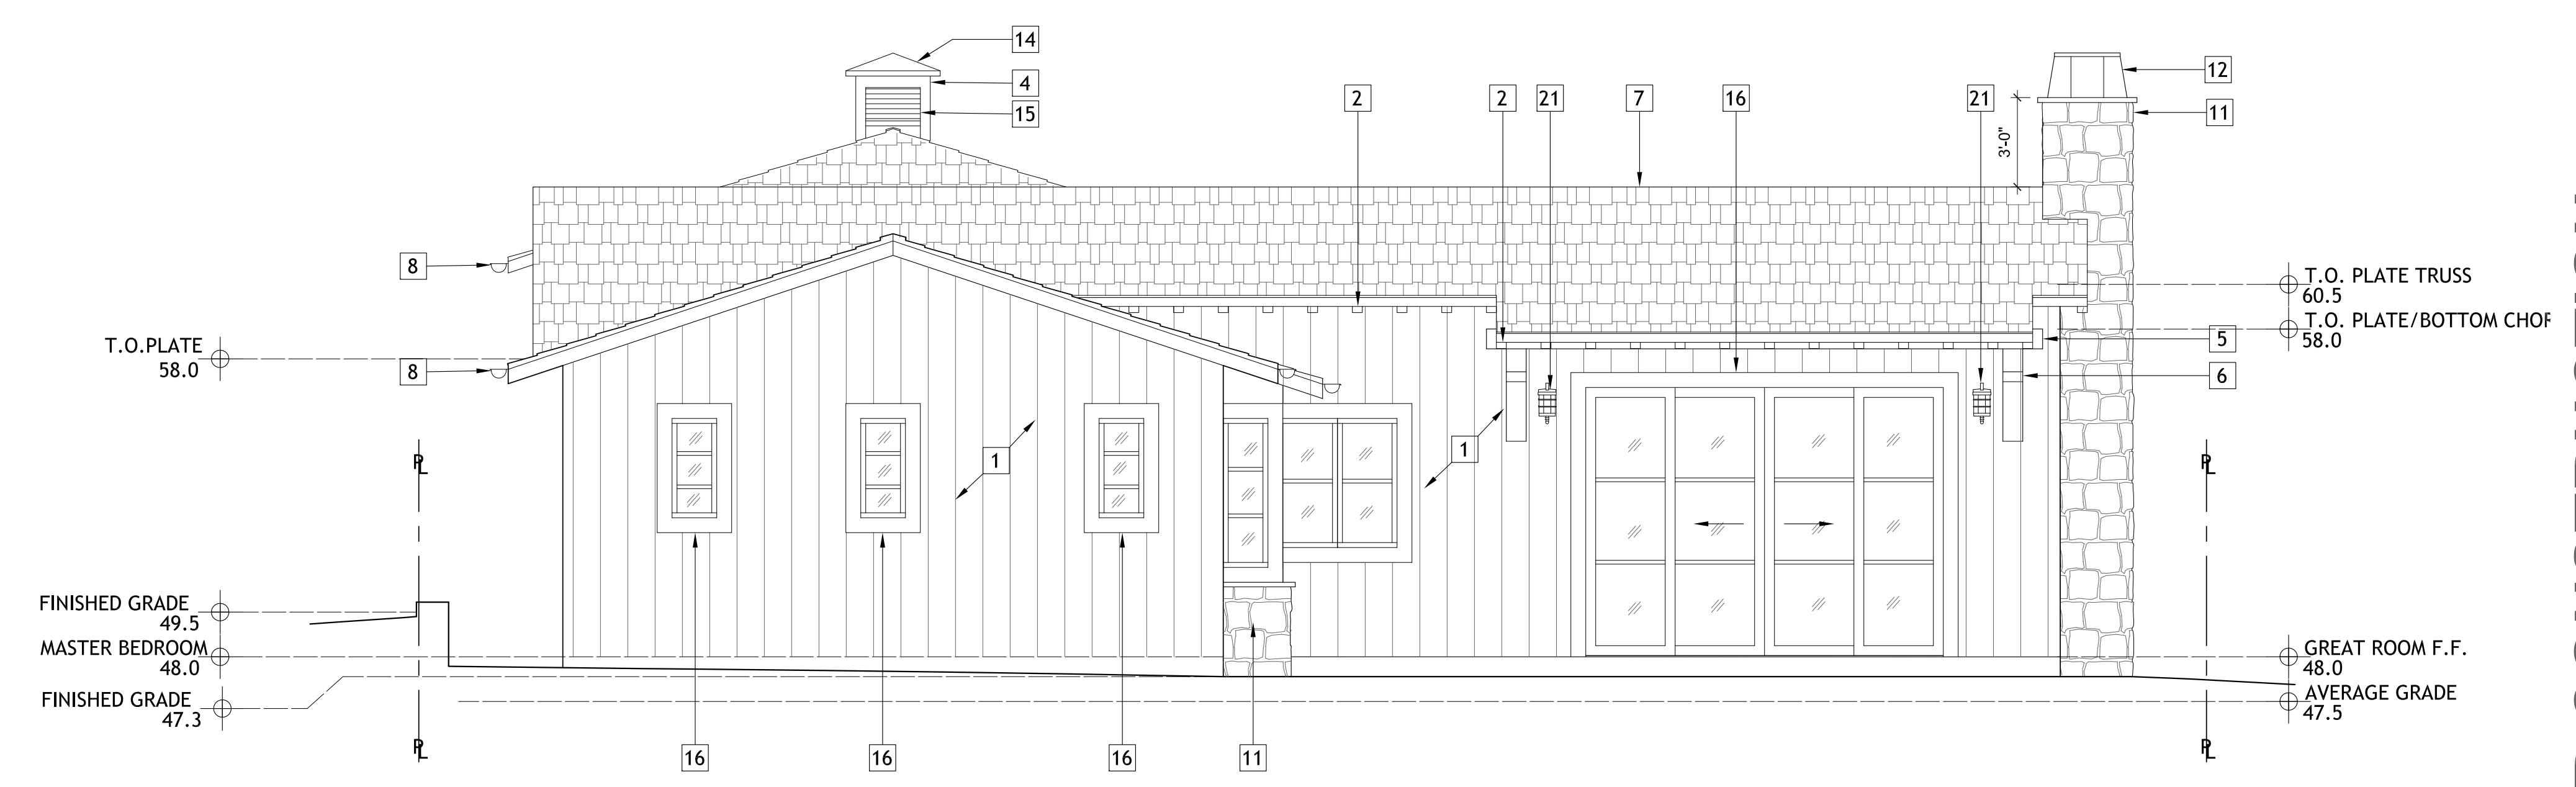 14
4
15
2
2
21
7
16
21
12
11
3'-0"
8
T.O. PLATE TRUSS
60.5
T.O. PLATE/BOTTOM CHOR
58.0
T.O.PLATE
58.0
5
8
6
1
1
PL
PL
FINISHED GRADE
49.5
MASTER BEDROOM
48.0
GREAT ROOM F.F.
48.0
FINISHED GRADE
47.3
AVERAGE GRADE
47.5
PL
PL
16
16
16
11